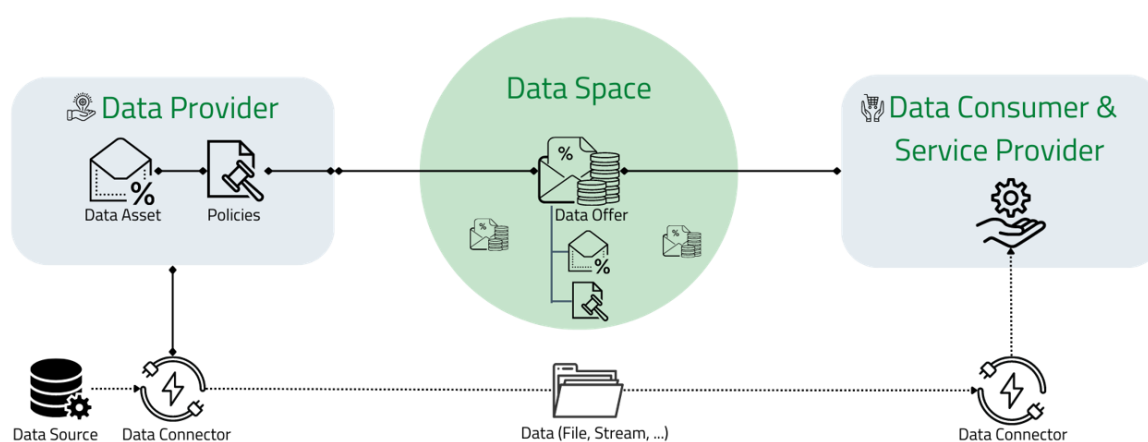 Data Provider
Data Asset
Policies
Data Space
Data Offer
Data Consumer &
Service Provider
Data Source
Data Connector
Data (File, Stream, ...)
Data Connector
%
%
%
%
%